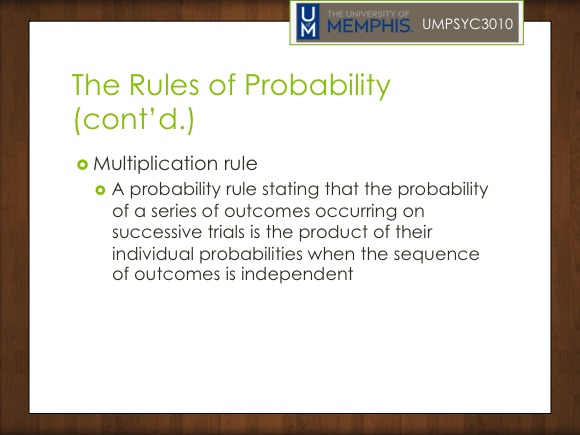 UM
THE UNIVERSITY OF
MEMPHIS.
UMPSYC3010
The Rules of Probability
(cont’d.)
Multiplication rule
A probability rule stating that the probability
of a series of outcomes occurring on
successive trials is the product of their
individual probabilities when the sequence
of outcomes is independent